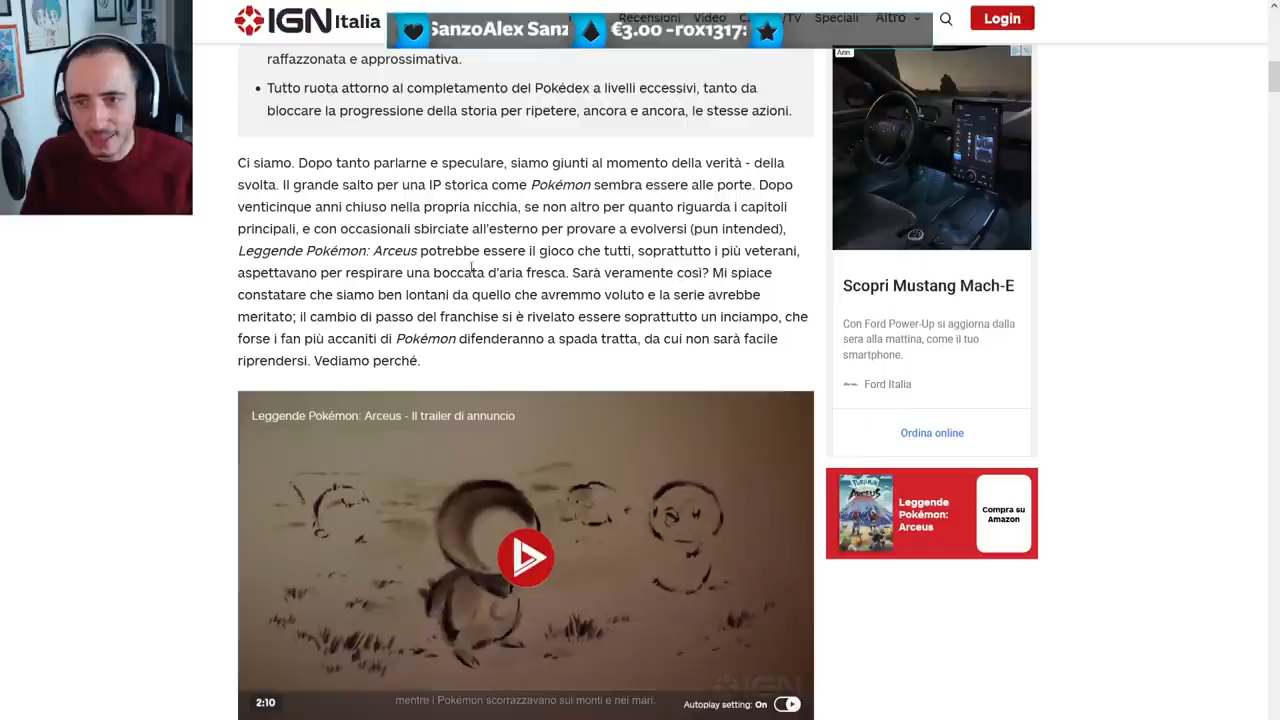 IGN Italia
Recensioni Video /TV Speciali Altro
Login
SanzoAlex €3.00 -rox1317:
raffazzonata e approssimativa.
• Tutto ruota attorno al completamento del Pokédex a livelli eccessivi, tanto da
bloccare la progressione della storia per ripetere, ancora e ancora, le stesse azioni.
Ci siamo. Dopo tanto parlarne e speculare, siamo giunti al momento della verità - della
svolta. Il grande salto per una IP storica come Pokémon sembra essere alle porte. Dopo
venticinque anni chiuso nella propria nicchia, se non altro per quanto riguarda i capitoli
principali, e con occasionali sbirciate all'esterno per provare a evolversi (pun intended),
Leggende Pokémon: Arceus potrebbe essere il gioco che tutti, soprattutto i più veterani,
aspettavano per respirare una boccata d'aria fresca. Sarà veramente così? Mi spiace
constatare che siamo ben lontani da quello che avremmo voluto e la serie avrebbe
meritato; il cambio di passo del franchise si è rivelato essere soprattutto un inciampo, che
forse i fan più accaniti di Pokémon difenderanno a spada tratta, da cui non sarà facile
riprendersi. Vediamo perché.
Leggende Pokémon: Arceus - Il trailer di annuncio
IGN
mentre i Pokémon scorrazzavano sui monti e nei mari.
2:10
Autoplay setting: On
Ann.
Scopri Mustang Mach-E
Con Ford Power-Up si aggiorna dalla
sera alla mattina, come il tuo
smartphone.
Ford Italia
Ordina online
Pokémon
ARCEUS
Leggende
Pokémon:
Arceus
Compra su
Amazon